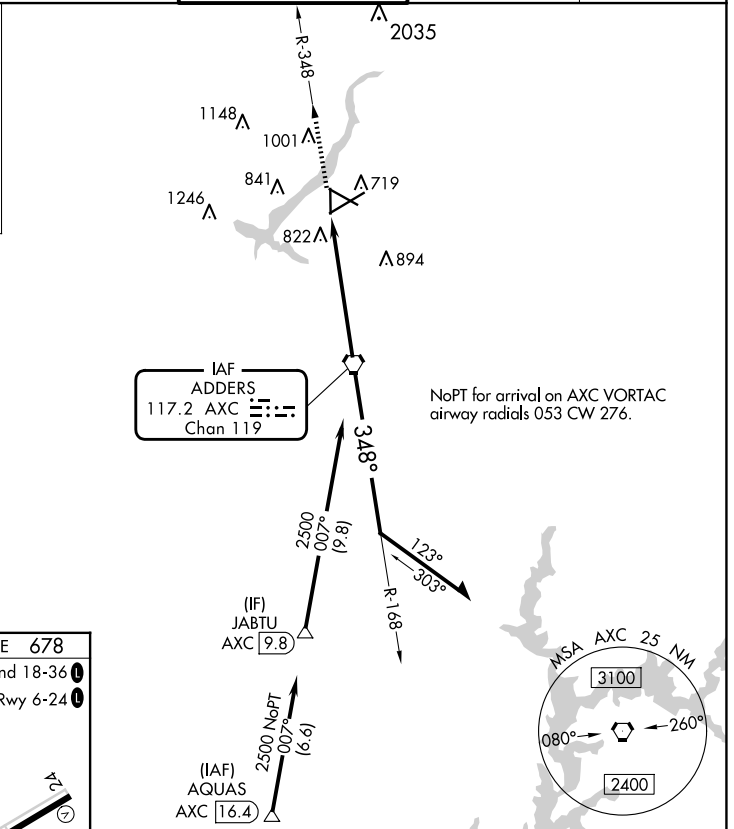 2035
R-348
1148
1001
841
719
1246
822
894
IAF
ADDERS
117.2 AXC
Chan 119
NoPT for arrival on AXC VORTAC
airway radials 053 CW 276.
348°
2500
007°
(9.8)
123°
303°
R-168
(IF)
JABTU
AXC 9.8
2500 NoPT
007°
(6.6)
(IAF)
AQUAS
AXC 16.4
MSA AXC 25 NM
3100
080°
260°
2400
E 678
nd 18-36 L
Rwy 6-24 L
24
V